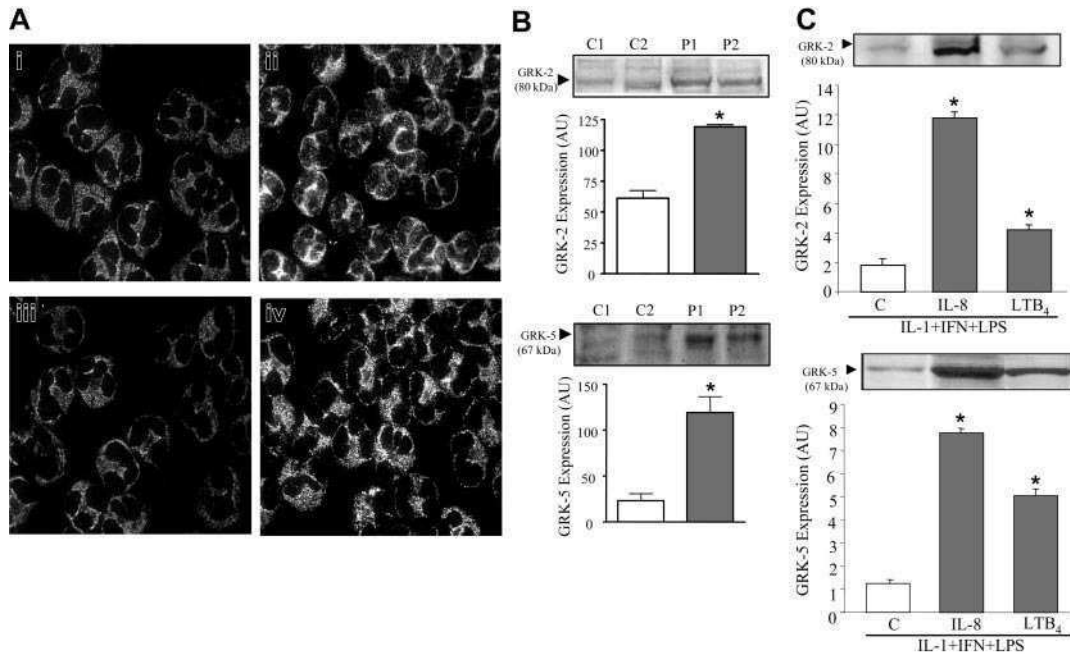 A
i
ii
iii
iv
B
C1 C2 P1 P2
GRK-2
(80 kDa)
125
100
75
50
25
0
GRK-2 Expression (AU)
*
C1 C2 P1 P2
GRK-5
(67 kDa)
150
100
50
0
GRK-5 Expression (AU)
*
C
GRK-2
(80 kDa)
14
12
10
8
6
4
2
0
GRK-2 Expression (AU)
*
*
C IL-8 LTB4
IL-1+IFN+LPS
GRK-5
(67 kDa)
9
8
7
6
5
4
3
2
1
0
GRK-5 Expression (AU)
*
*
C IL-8 LTB4
IL-1+IFN+LPS